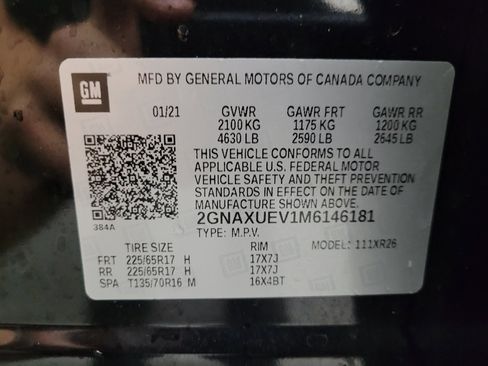 GM
MFD BY GENERAL MOTORS OF CANADA COMPANY
01/21 GVWR GAWR FRT GAWR RR
2100 KG 1175 KG 1200 KG
4630 LB 2590 LB 2645 LB
THIS VEHICLE CONFORMS TO ALL
APPLICABLE U.S. FEDERAL MOTOR
VEHICLE SAFETY AND THEFT PREVENTION
STANDARDS IN EFFECT ON THE DATE OF
MANUFACTURE SHOWN ABOVE.
2GNAXUEV1M6146181
384A
TYPE: M.P.V.
TIRE SIZE RIM MODEL: 111XR26
FRT 225/65R17 H 17X7J
RR 225/65R17 H 17X7J
SPA T135/70R16 M 16X4BT